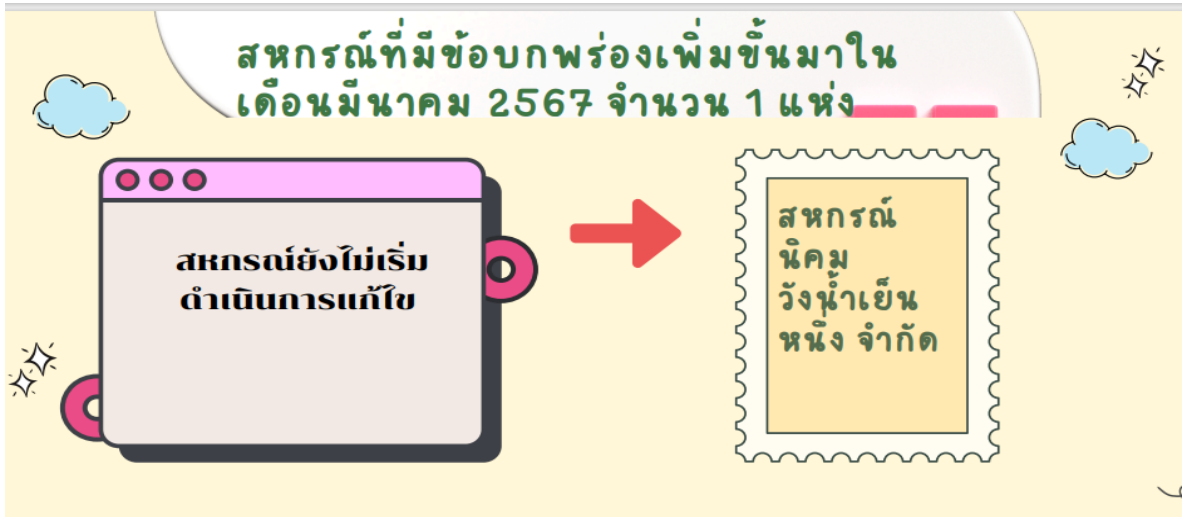 สหกรณ์ที่มีข้อบกพร่องเพิ่มขึ้นมาใน
เดือนมีนาคม 2567 จำนวน 1 แห่ง
สหกรณ์ยังไม่เริ่ม
ดำเนินการแก้ไข
สหกรณ์
นิคม
วังน้ำเย็น
หนึ่ง จำกัด